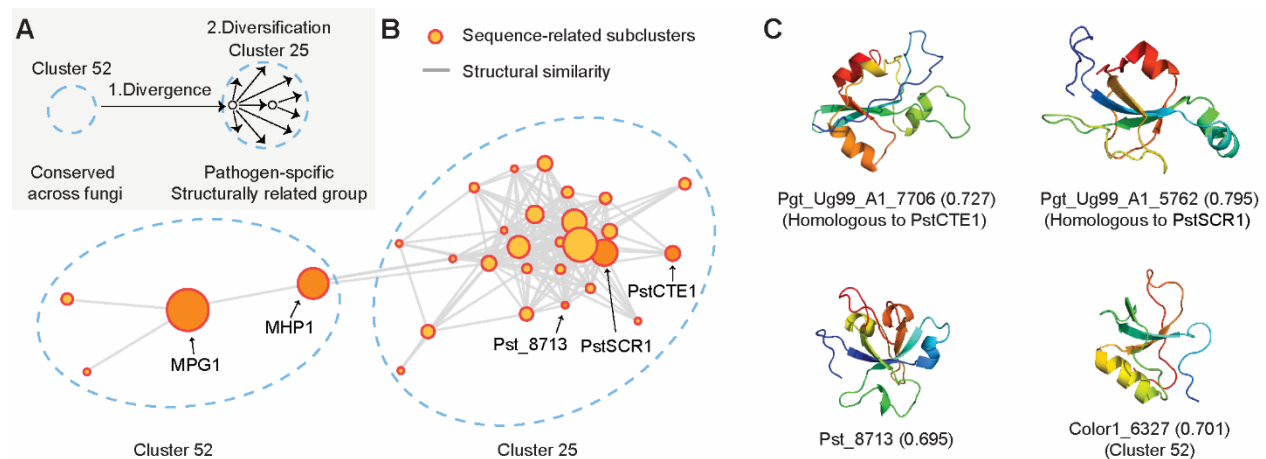 A
Cluster 52
1.Divergence
2.Diversification
Cluster 25
Conserved
across fungi
Pathogen-spcific
Structurally related group
B
Sequence-related subclusters
Structural similarity
MPG1
MHP1
Pst_8713
PstSCR1
PstCTE1
Cluster 52
Cluster 25
C
Pgt_Ug99_A1_7706 (0.727)
(Homologous to PstCTE1)
Pgt_Ug99_A1_5762 (0.795)
(Homologous to PstSCR1)
Pst_8713 (0.695)
Color1_6327 (0.701)
(Cluster 52)